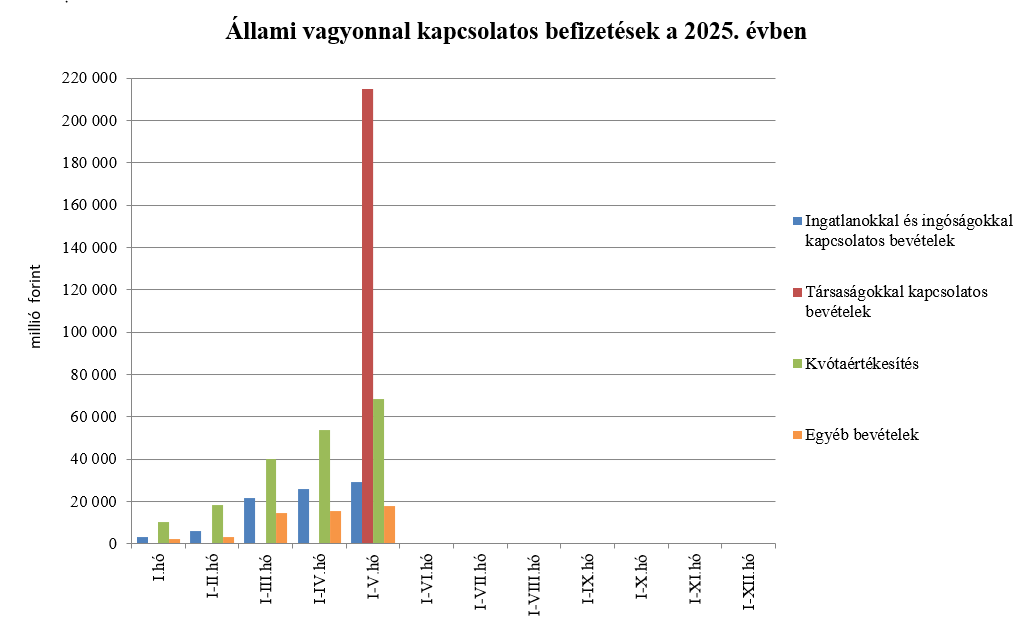 Állami vagyonnal kapcsolatos befizetések a 2025. évben
220 000
200 000
180 000
160 000
140 000
120 000
100 000
80 000
60 000
40 000
20 000
0
millió forint
I.hó
I-II.hó
I-III.hó
I-IV.hó
I-V.hó
I-VI.hó
I-VII.hó
I-VIII.hó
I-IX.hó
I-X.hó
I-XI.hó
I-XII.hó
Ingatlanokkal és ingóságokkal
kapcsolatos bevételek
Társaságokkal kapcsolatos
bevételek
Kvótaértékesítés
Egyéb bevételek